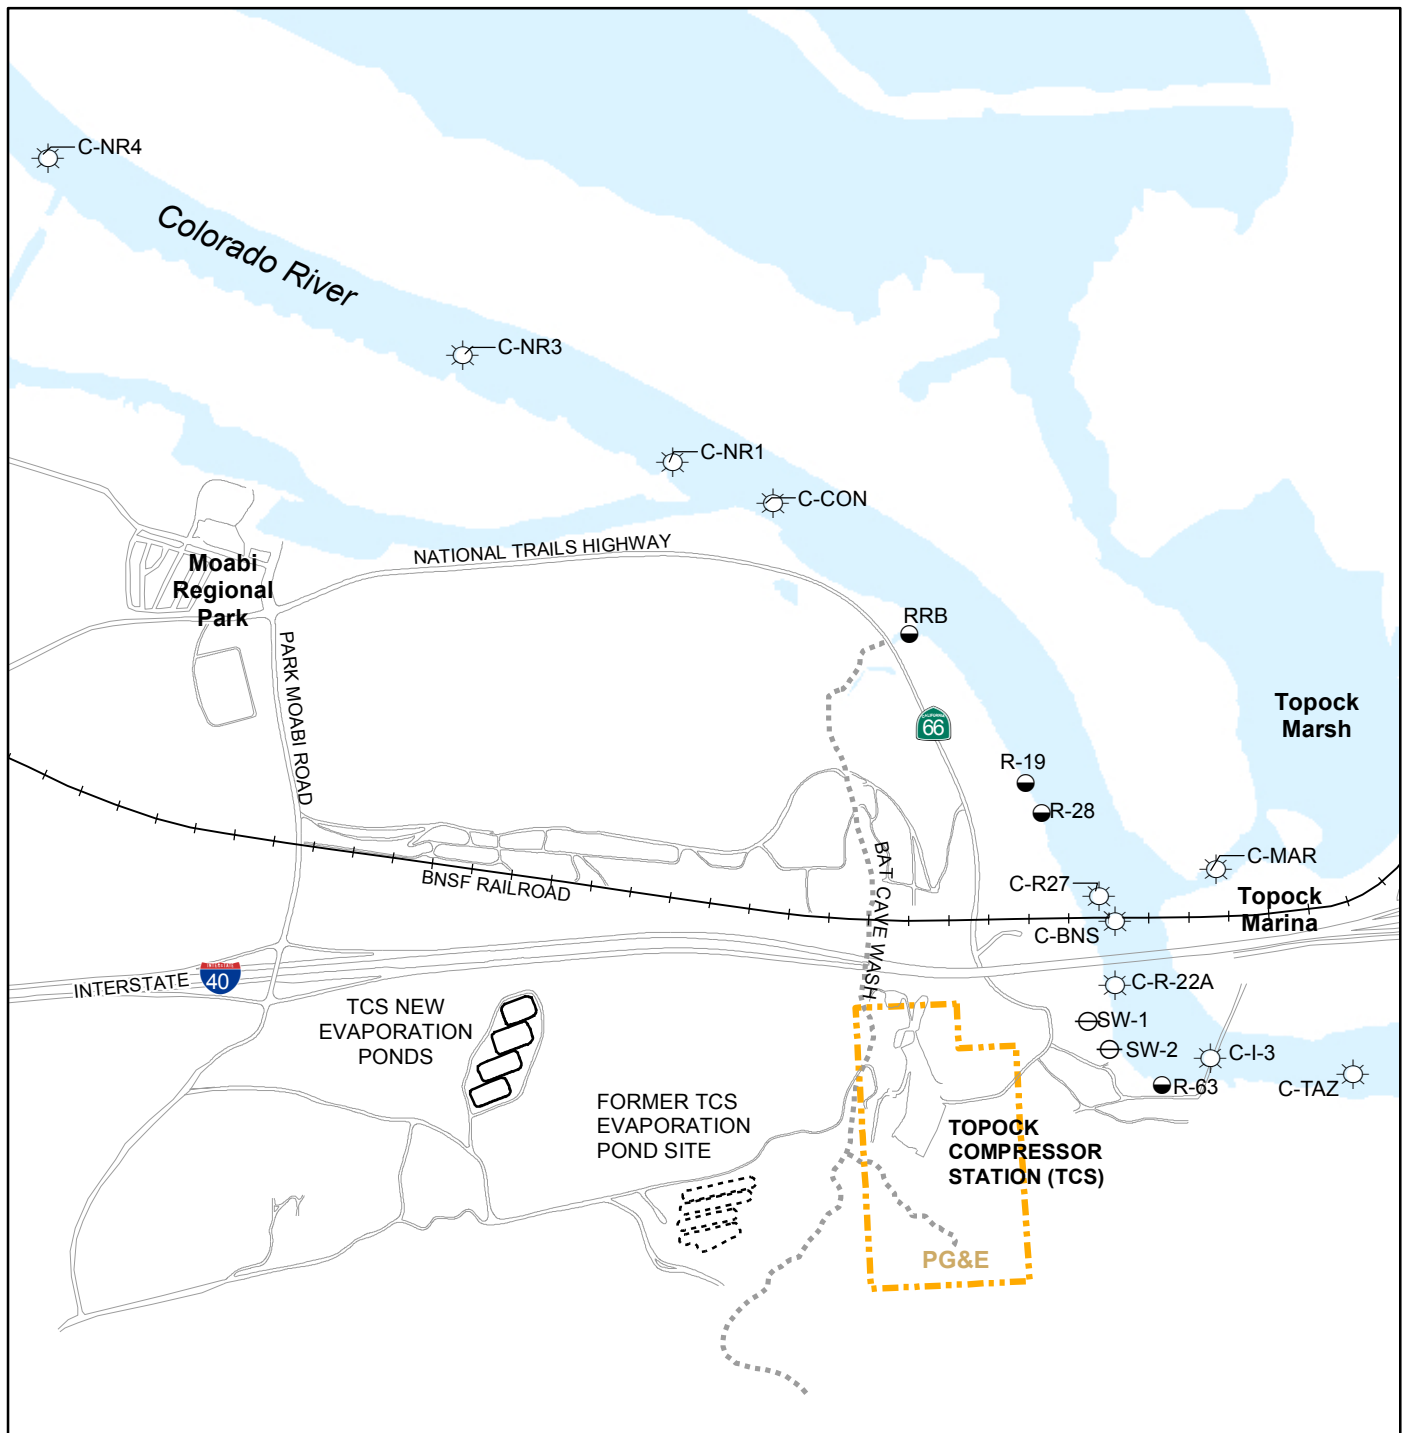 C-NR4
Colorado River
C-NR3
C-NR1
C-CON
NATIONAL TRAILS HIGHWAY
Moabi
Regional
Park
RRB
PARK MOABI ROAD
Topock
Marsh
CALIFORNIA
66
R-19
R-28
BAT CAVE WASH
C-MAR
C-R27
BNSF RAILROAD
Topock
Marina
C-BNS
INTERSTATE
40
C-R-22A
TCS NEW
EVAPORATION
PONDS
SW-1
SW-2
C-I-3
C-TAZ
R-63
FORMER TCS
EVAPORATION
POND SITE
TOPOCK
COMPRESSOR
STATION (TCS)
PG&E